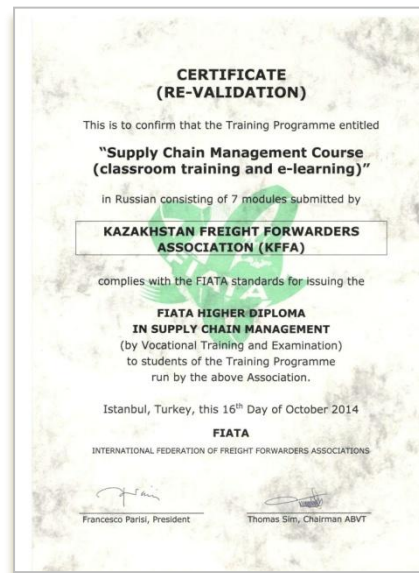 CERTIFICATE
(RE-VALIDATION)
This is to confirm that the Training Programme entitled
“Supply Chain Management Course
(classroom training and e-learning)”
in Russian consisting of 7 modules submitted by
KAZAKHSTAN FREIGHT FORWARDERS
ASSOCIATION (KFFA)
FIATA
complies with the FIATA standards for issuing the
FIATA HIGHER DIPLOMA
IN SUPPLY CHAIN MANAGEMENT
(by Vocational Training and Examination)
to students of the Training Programme
run by the above Association.
Istanbul, Turkey, this 16th Day of October 2014
FIATA
INTERNATIONAL FEDERATION OF FREIGHT FORWARDERS ASSOCIATIONS
Francesco Parisi, President
Thomas Sim, Chairman ABVT